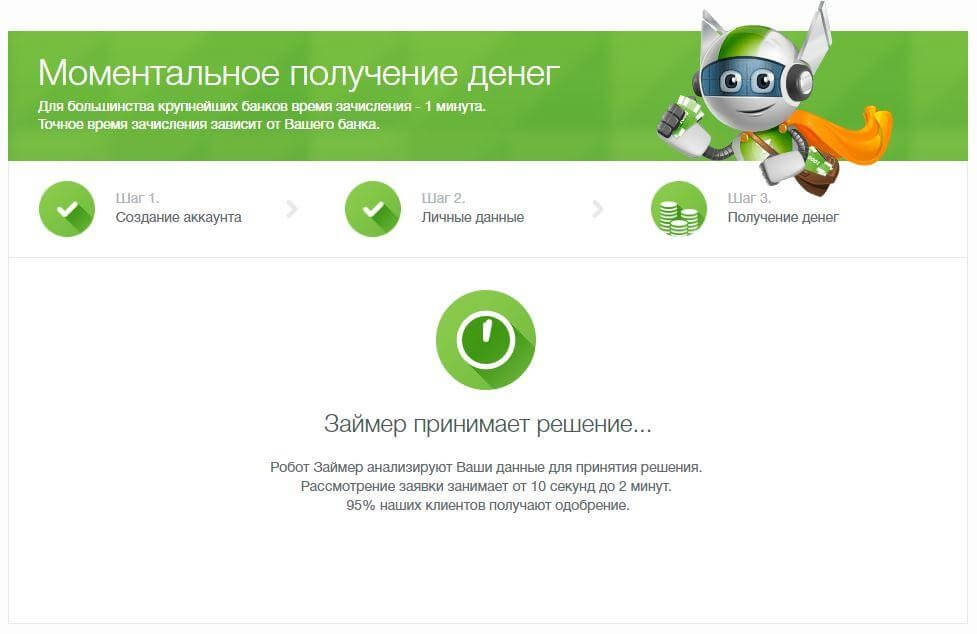 Моментальное получение денег
Для большинства крупнейших банков время зачисления - 1 минута.
Точное время зачисления зависит от Вашего банка.
Шаг 1.
Создание аккаунта
Шаг 2.
Личные данные
Шаг 3.
Получение денег
Займер принимает решение...
Робот Займер анализируют Ваши данные для принятия решения.
Рассмотрение заявки занимает от 10 секунд до 2 минут.
95% наших клиентов получают одобрение.